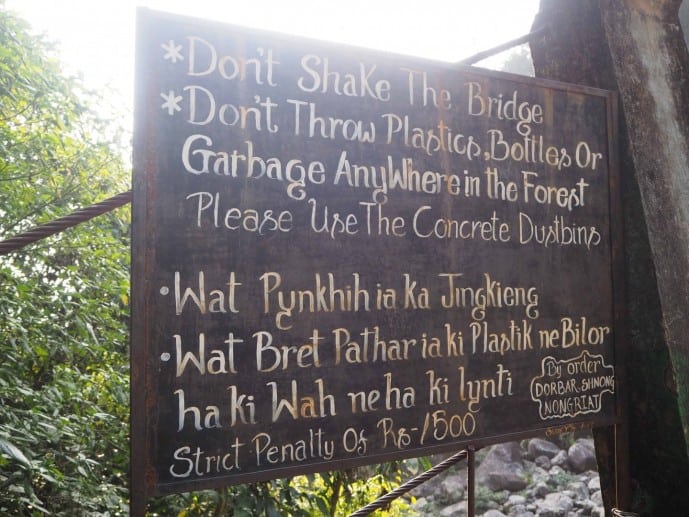 *Don't Shake The Bridge
*Don't Throw Plastics, Bottles Or
Garbage AnyWhere in the Forest
Please Use The Concrete Dustbins
•Wat Pynkhih ia ka Jingkieng
•Wat Bret Pathar ia ki Plastik ne Bilor
ha ki Wah ne ha ki lynti
Strict Penalty Of Rs-/500
By order
DORBAR SHNONG
NONGRIAT